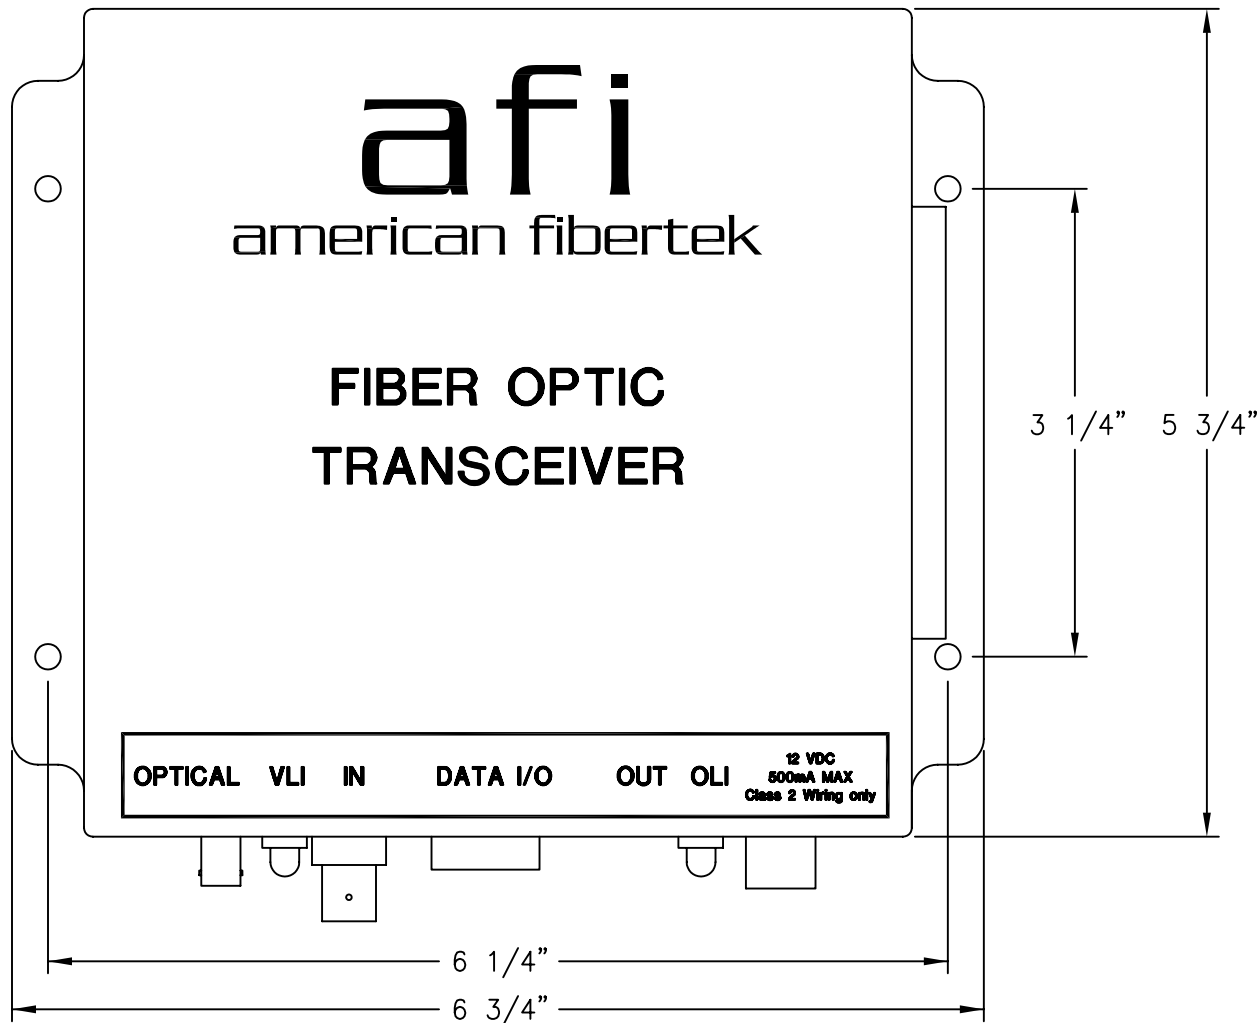 afi
american fibertek
FIBER OPTIC
TRANSCEIVER
3 1/4” 5 3/4”
12 VDC
OPTICAL VLI IN DATA I/O OUT OLI 500mA MAX
Class 2 Wiring only
6 1/4”
6 3/4”